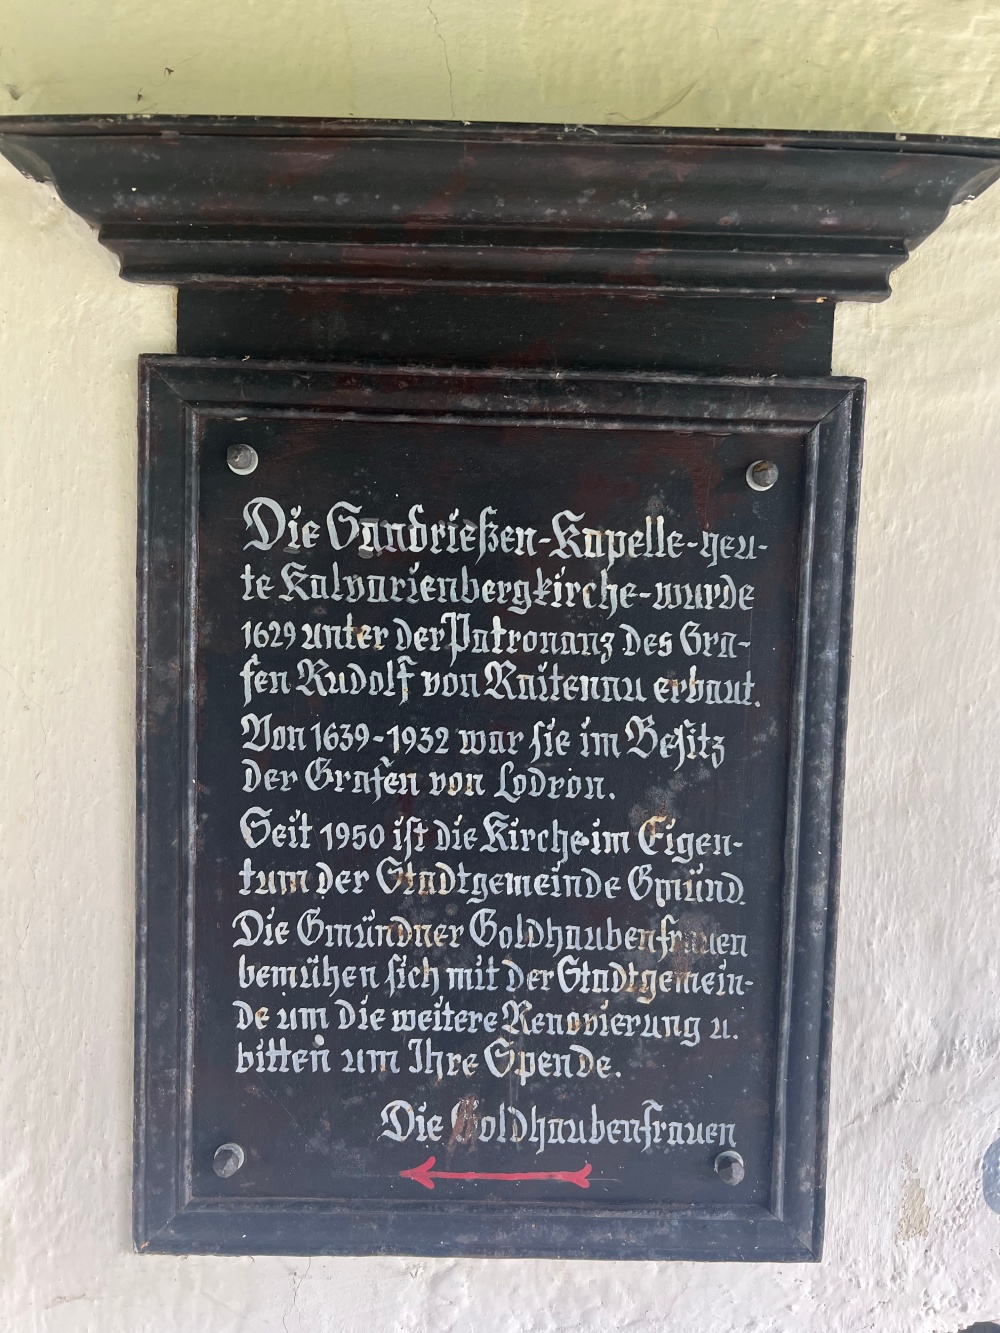 Die Gandrießen-Kapelle-heu-
te Kalvarienbergkirche-wurde
1629 unter der Patronanz des Gra-
fen Rudolf von Raitenau erbaut.
Von 1639-1932 war sie im Besitz
der Grafen von Lodron.
Seit 1950 ist die Kirche im Eigen-
tum der Stadtgemeinde Gmünd.
Die Gmündner Goldhaubenfrauen
bemühen sich mit der Stadtgemein-
de um die weitere Renovierung u.
bitten um Ihre Spende.
Die Goldhaubenfrauen